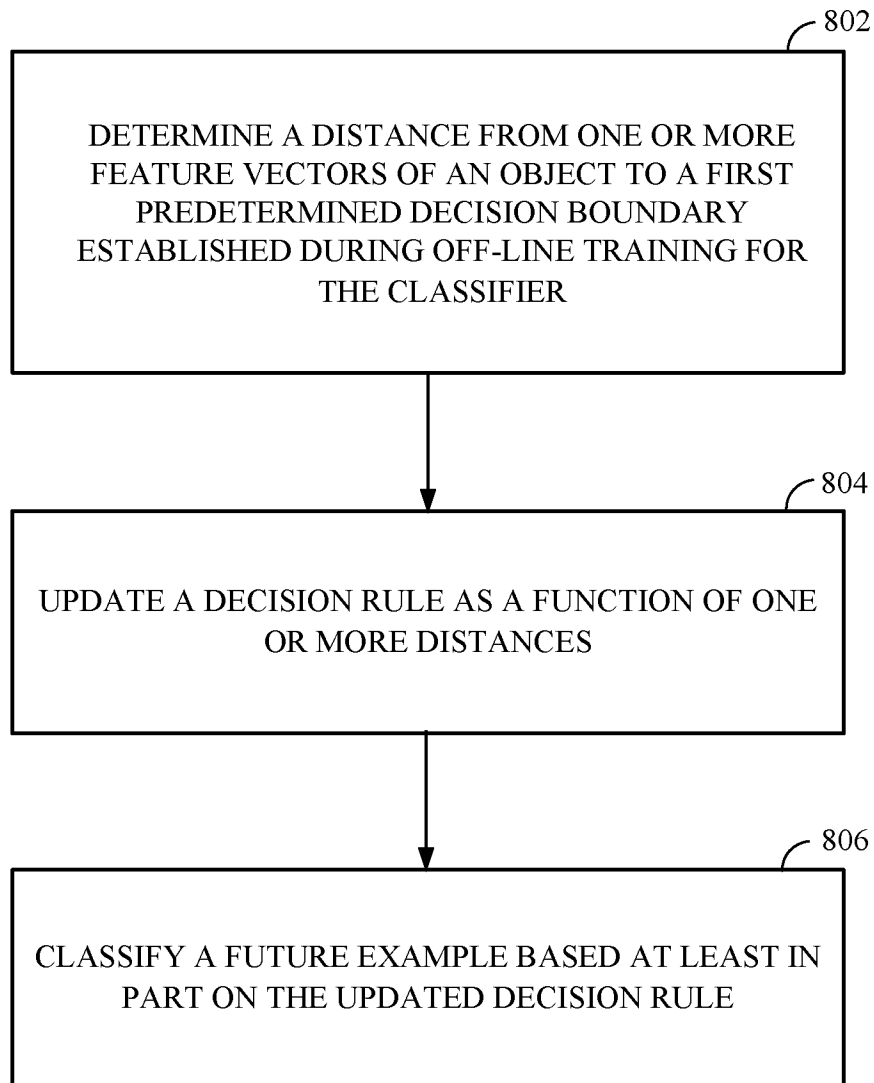 802
DETERMINE A DISTANCE FROM ONE OR MORE
FEATURE VECTORS OF AN OBJECT TO A FIRST
PREDETERMINED DECISION BOUNDARY
ESTABLISHED DURING OFF-LINE TRAINING FOR
THE CLASSIFIER
804
UPDATE A DECISION RULE AS A FUNCTION OF ONE
OR MORE DISTANCES
806
CLASSIFY A FUTURE EXAMPLE BASED AT LEAST IN
PART ON THE UPDATED DECISION RULE